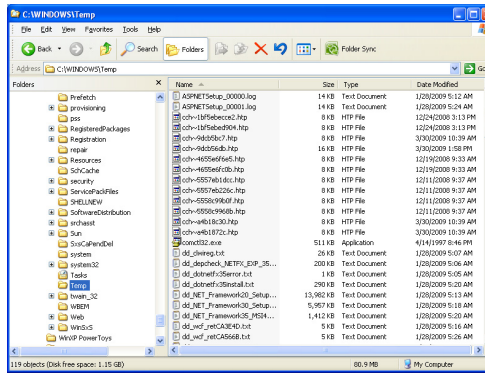 C:\WINDOWS\Temp
File Edit View Favorites Tools Help
Back Search Folders Folder Sync
Address C:\WINDOWS\Temp Go
Folders
Prefetch
provisioning
pss
RegisteredPackages
Registration
repair
Resources
SchCache
security
ServicePackFiles
SHELLNEW
SoftwareDistribution
srchasst
Sun
SxsCaPendDel
system
system32
Tasks
Temp
twain_32
WBEM
Web
WinSxS
WinXP PowerToys
Name Size Type Date Modified
ASPNETSetup_00000.log 14 KB Text Document 1/28/2009 5:12 AM
ASPNETSetup_00001.log 14 KB Text Document 1/28/2009 5:24 AM
cch~1bf5ebecce2.htp 8 KB HTP File 12/24/2008 3:13 PM
cch~1bf5ebed904.htp 8 KB HTP File 12/24/2008 3:13 PM
cch~9dcb5bc7.htp 8 KB HTP File 3/30/2009 10:39 AM
cch~9dcb56db.htp 16 KB HTP File 3/30/2009 1:58 PM
cch~4655e6f6e5.htp 8 KB HTP File 12/19/2008 9:33 AM
cch~4655e6fc0b.htp 8 KB HTP File 12/19/2008 9:33 AM
cch~5557eb1dcc.htp 8 KB HTP File 12/11/2008 9:37 AM
cch~5557eb226c.htp 8 KB HTP File 12/11/2008 9:37 AM
cch~5558c99b0f.htp 8 KB HTP File 12/11/2008 9:37 AM
cch~5558c9968b.htp 8 KB HTP File 12/11/2008 9:37 AM
cch~a4b18c30.htp 8 KB HTP File 3/30/2009 10:39 AM
cch~a4b1872c.htp 8 KB HTP File 3/30/2009 10:39 AM
comctl32.exe 511 KB Application 4/14/1997 8:46 PM
dd_clwireg.txt 26 KB Text Document 1/28/2009 5:07 AM
dd_depcheck_NETFX_EXP_35... 200 KB Text Document 1/28/2009 5:06 AM
dd_dotnetfx35error.txt 1 KB Text Document 1/28/2009 5:05 AM
dd_dotnetfx35install.txt 290 KB Text Document 1/28/2009 5:20 AM
dd_NET_Framework20_Setup... 13,982 KB Text Document 1/28/2009 5:13 AM
dd_NET_Framework30_Setup... 5,957 KB Text Document 1/28/2009 5:18 AM
dd_NET_Framework35_MSI4... 1,412 KB Text Document 1/28/2009 5:20 AM
dd_wcf_retCA3E4D.txt 5 KB Text Document 1/28/2009 5:16 AM
dd_wcf_retCA566B.txt 5 KB Text Document 1/28/2009 5:26 AM
119 objects (Disk free space: 1.15 GB) 80.9 MB My Computer